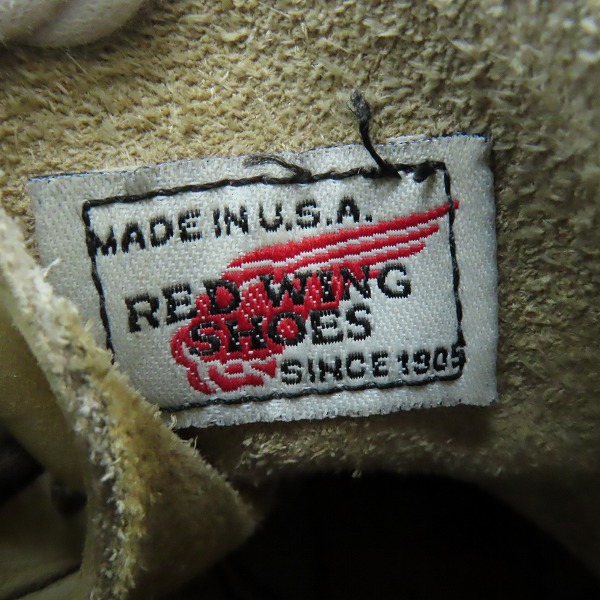 MADE IN U.S.A.
RED WING
SHOES
SINCE 1905